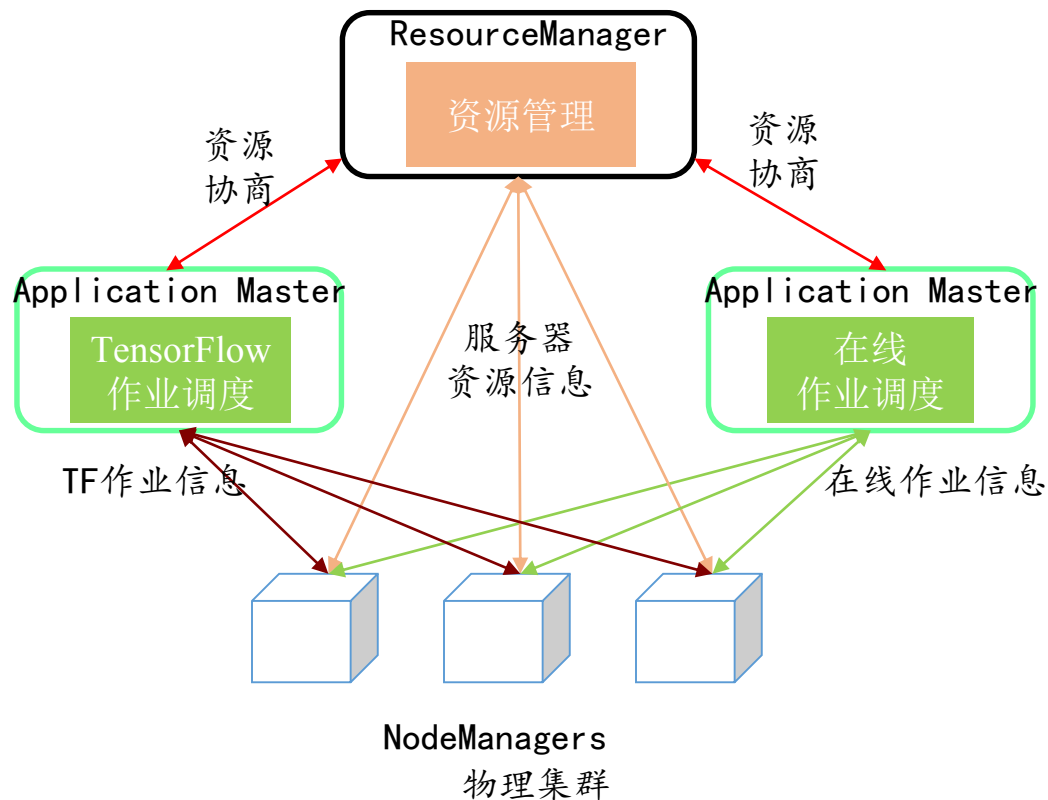 ResourceManager
资源管理
资源
协商
资源
协商
Application Master
TensorFlow
作业调度
服务器
资源信息
Application Master
在线
作业调度
TF作业信息
在线作业信息
NodeManagers
物理集群